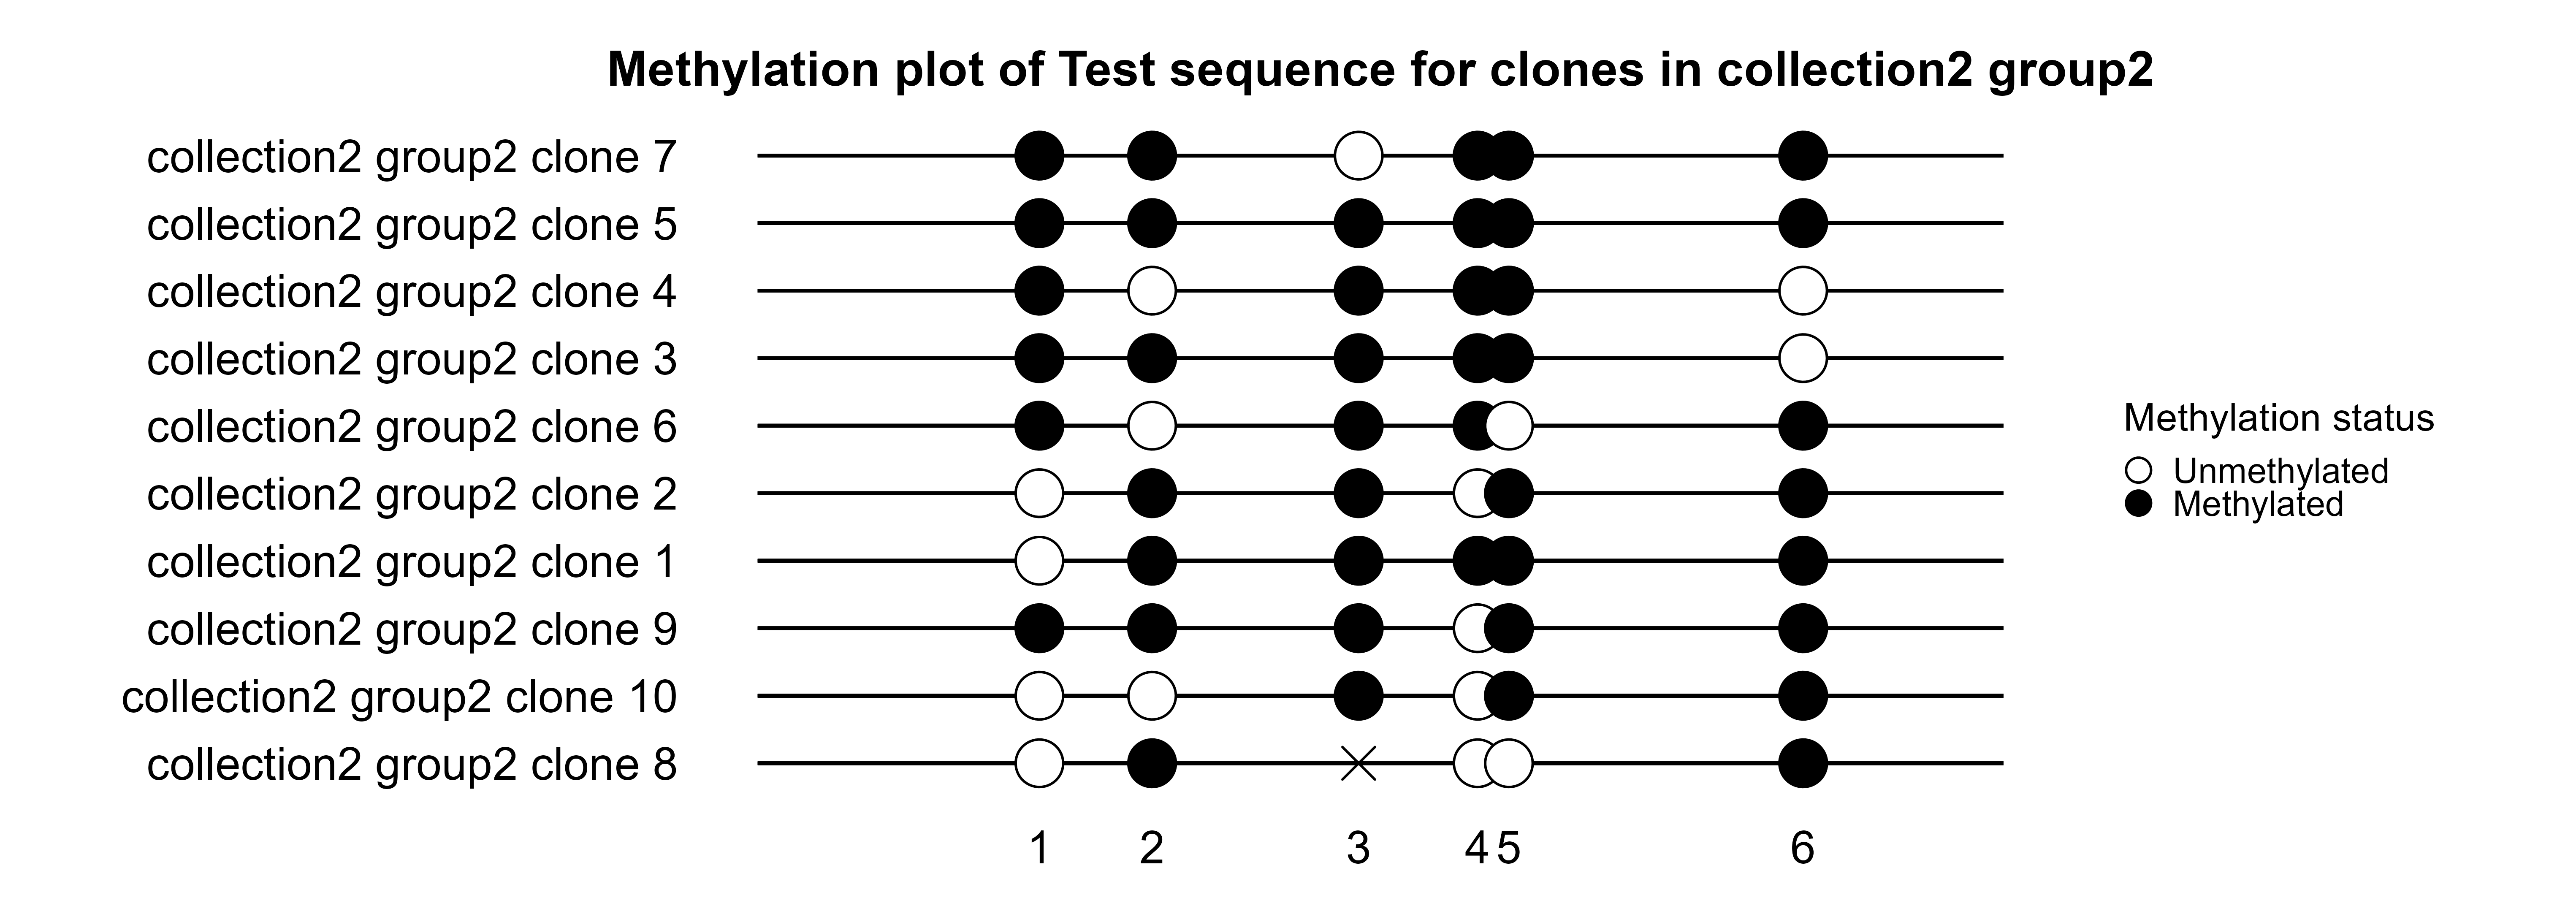 Methylation plot of Test sequence for clones in collection2 group2
collection2 group2 clone 7
collection2 group2 clone 5
collection2 group2 clone 4
collection2 group2 clone 3
collection2 group2 clone 6
collection2 group2 clone 2
collection2 group2 clone 1
collection2 group2 clone 9
collection2 group2 clone 10
collection2 group2 clone 8
1 2 3 4 5 6
Methylation status
Unmethylated
Methylated